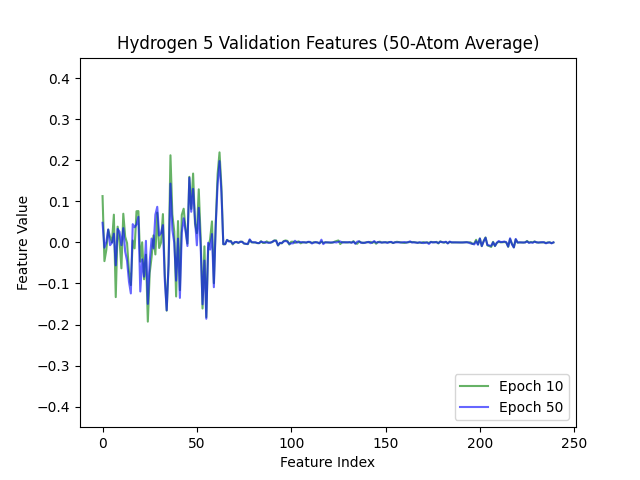 Hydrogen 5 Validation Features (50-Atom Average)
Feature Value
0.4
0.3
0.2
0.1
0.0
−0.1
−0.2
−0.3
−0.4
Epoch 10
Epoch 50
0 50 100 150 200 250
Feature Index